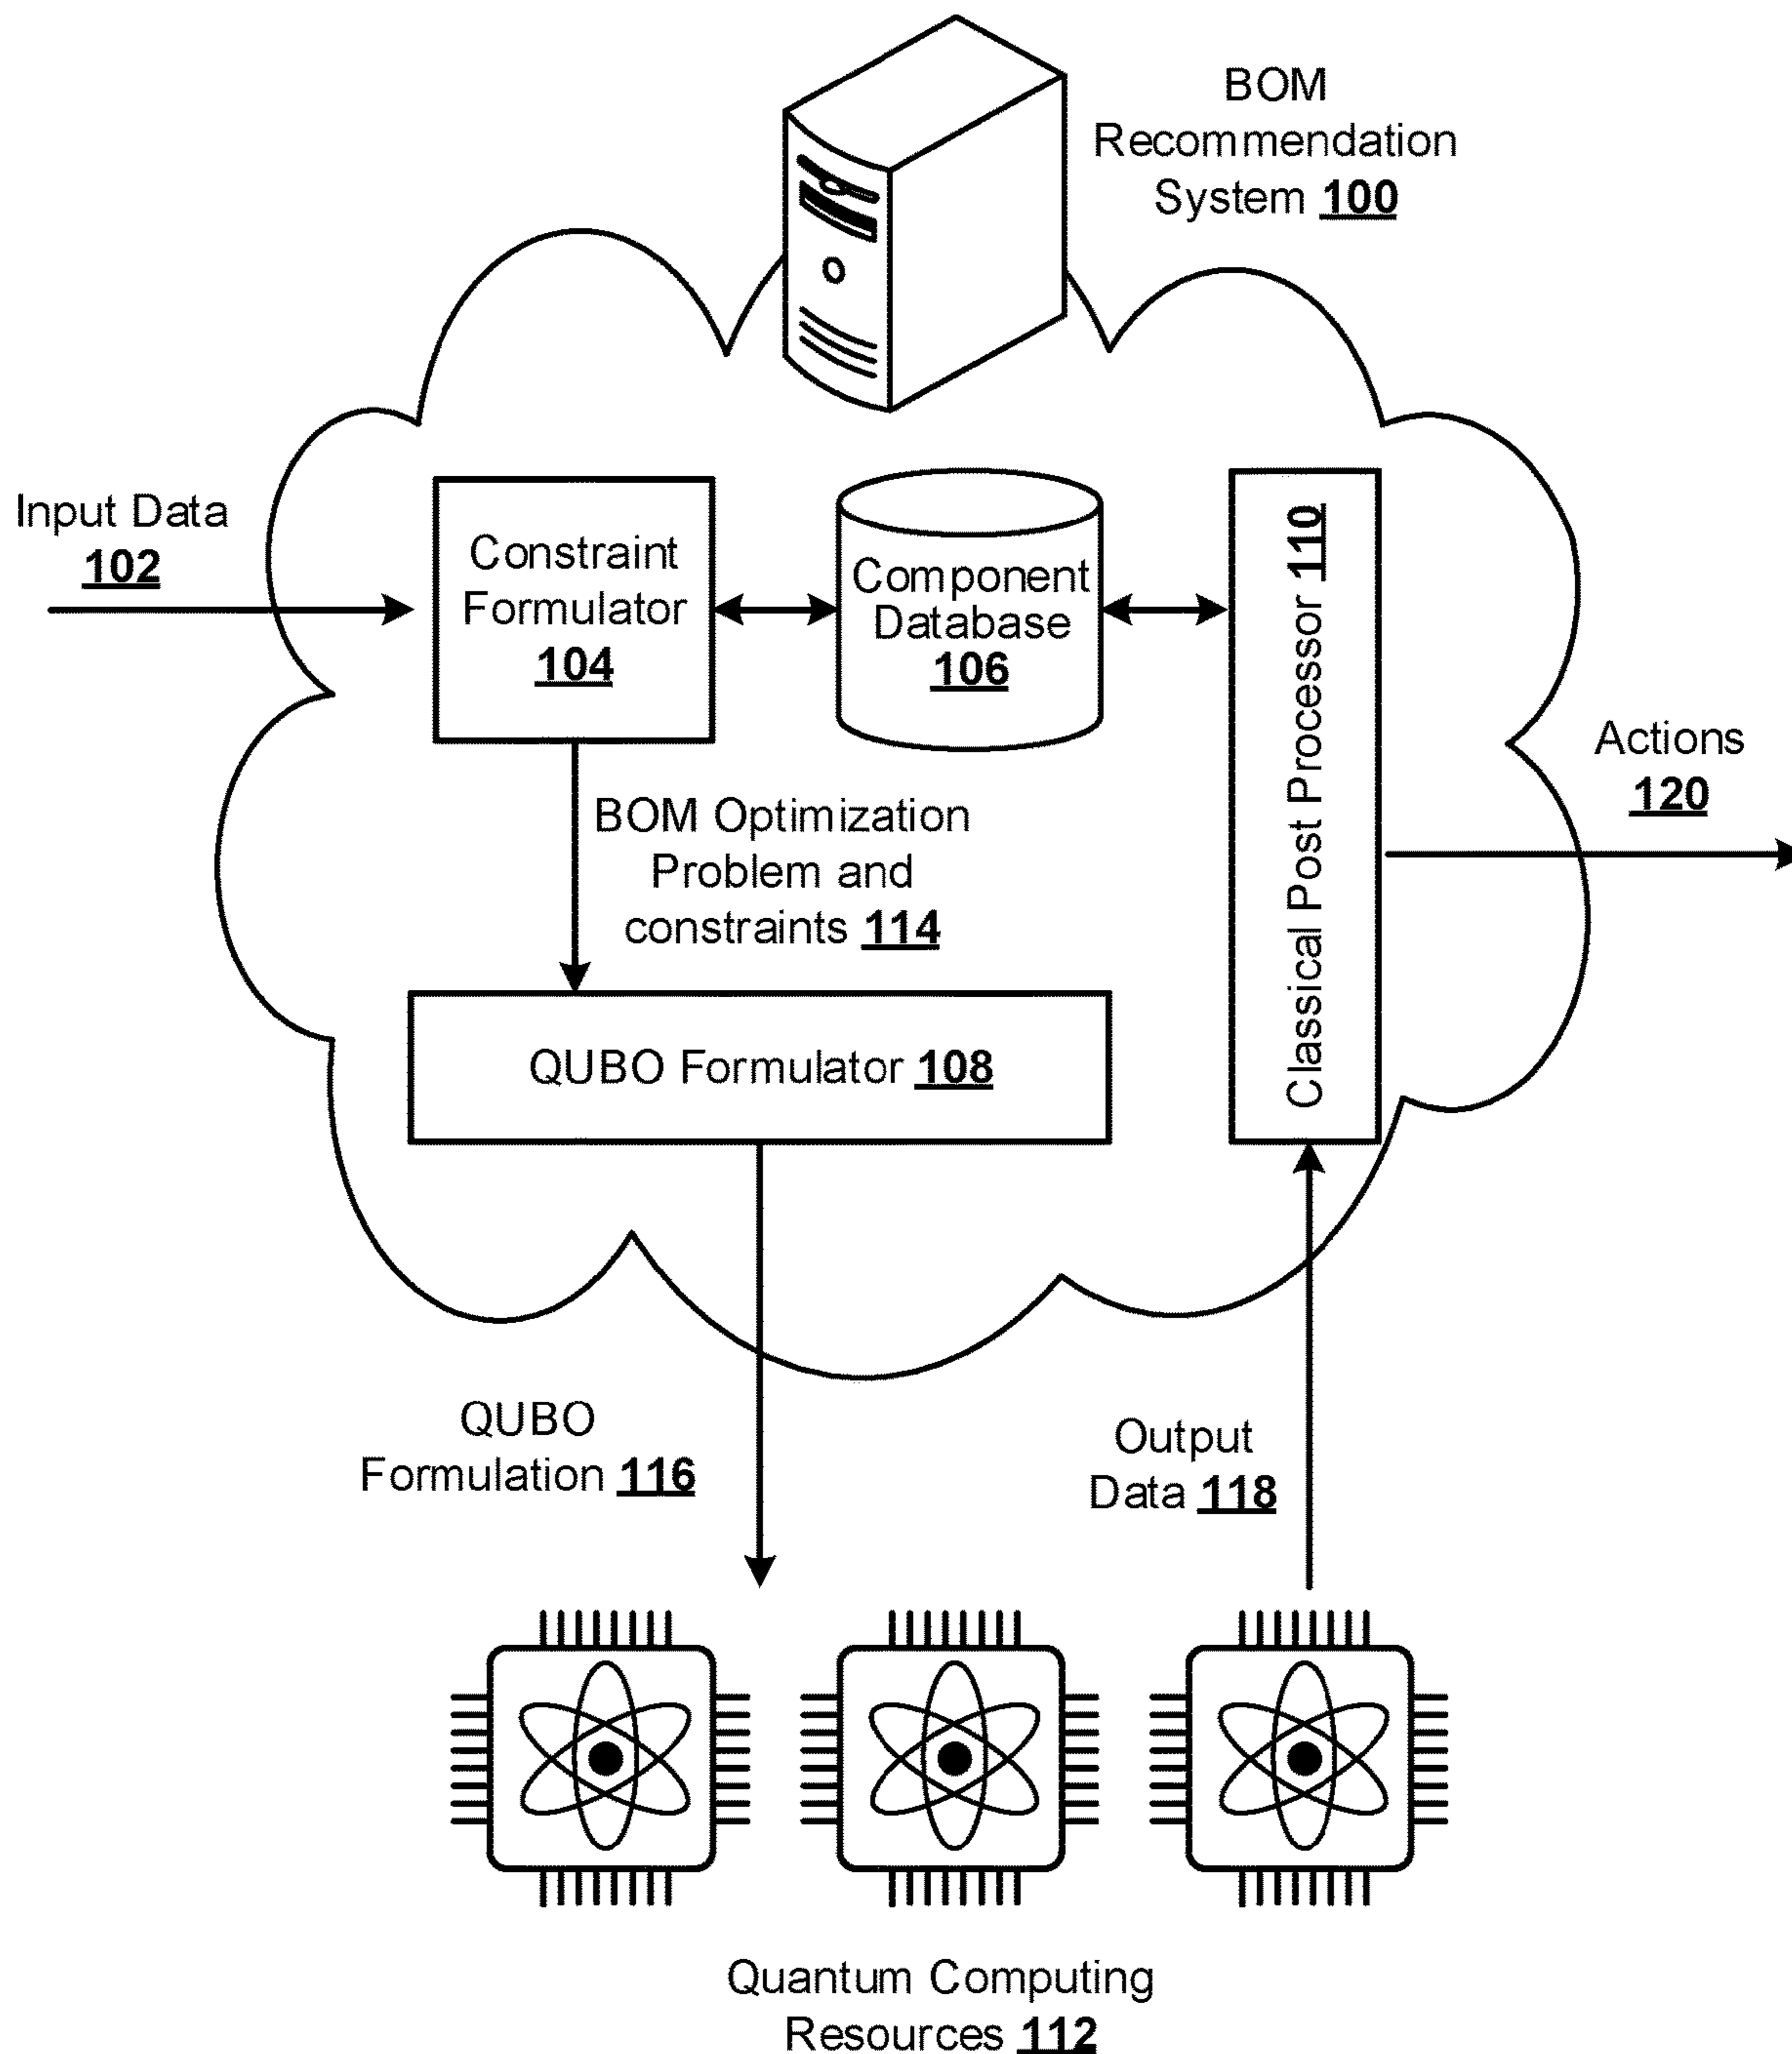 BOM
Recommendation
System 100
Input Data
102
Constraint
Formulator
104
Component
Database
106
Classical Post Processor 110
Actions
120
BOM Optimization
Problem and
constraints 114
QUBO Formulator 108
QUBO
Formulation 116
Output
Data 118
Quantum Computing
Resources 112